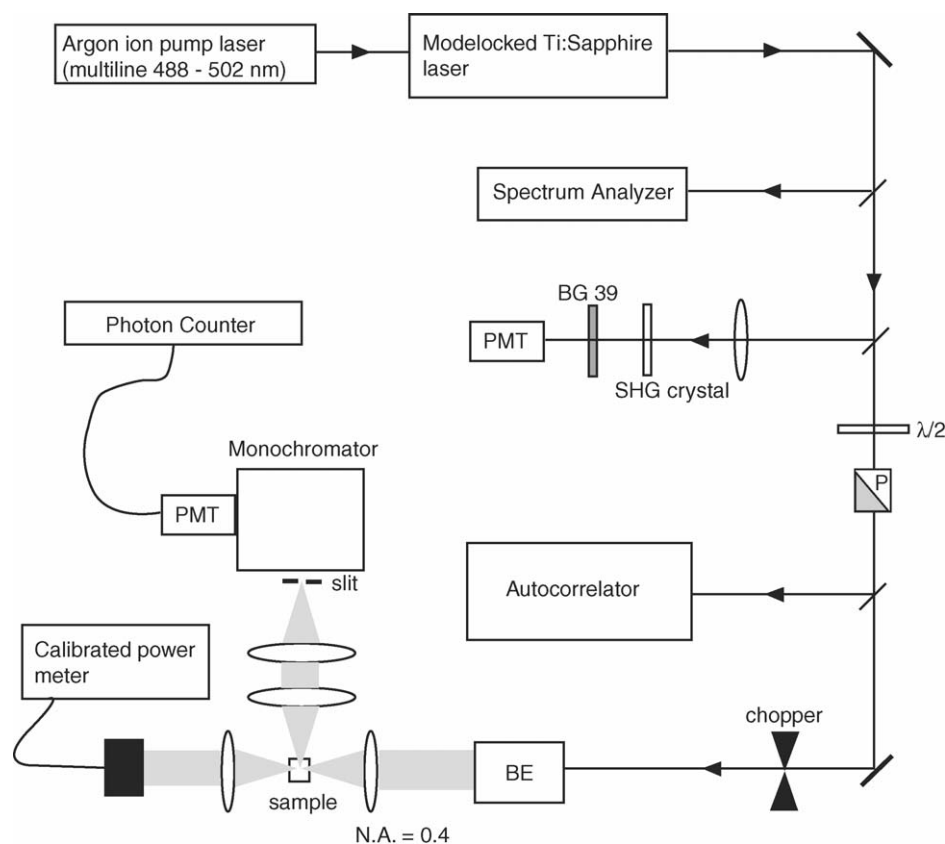 Argon ion pump laser
(multiline 488 - 502 nm)
Modelocked Ti:Sapphire
laser
Spectrum Analyzer
BG 39
PMT
SHG crystal
Photon Counter
λ/2
Monochromator
P
PMT
slit
Autocorrelator
Calibrated power
meter
chopper
BE
sample
N.A. = 0.4